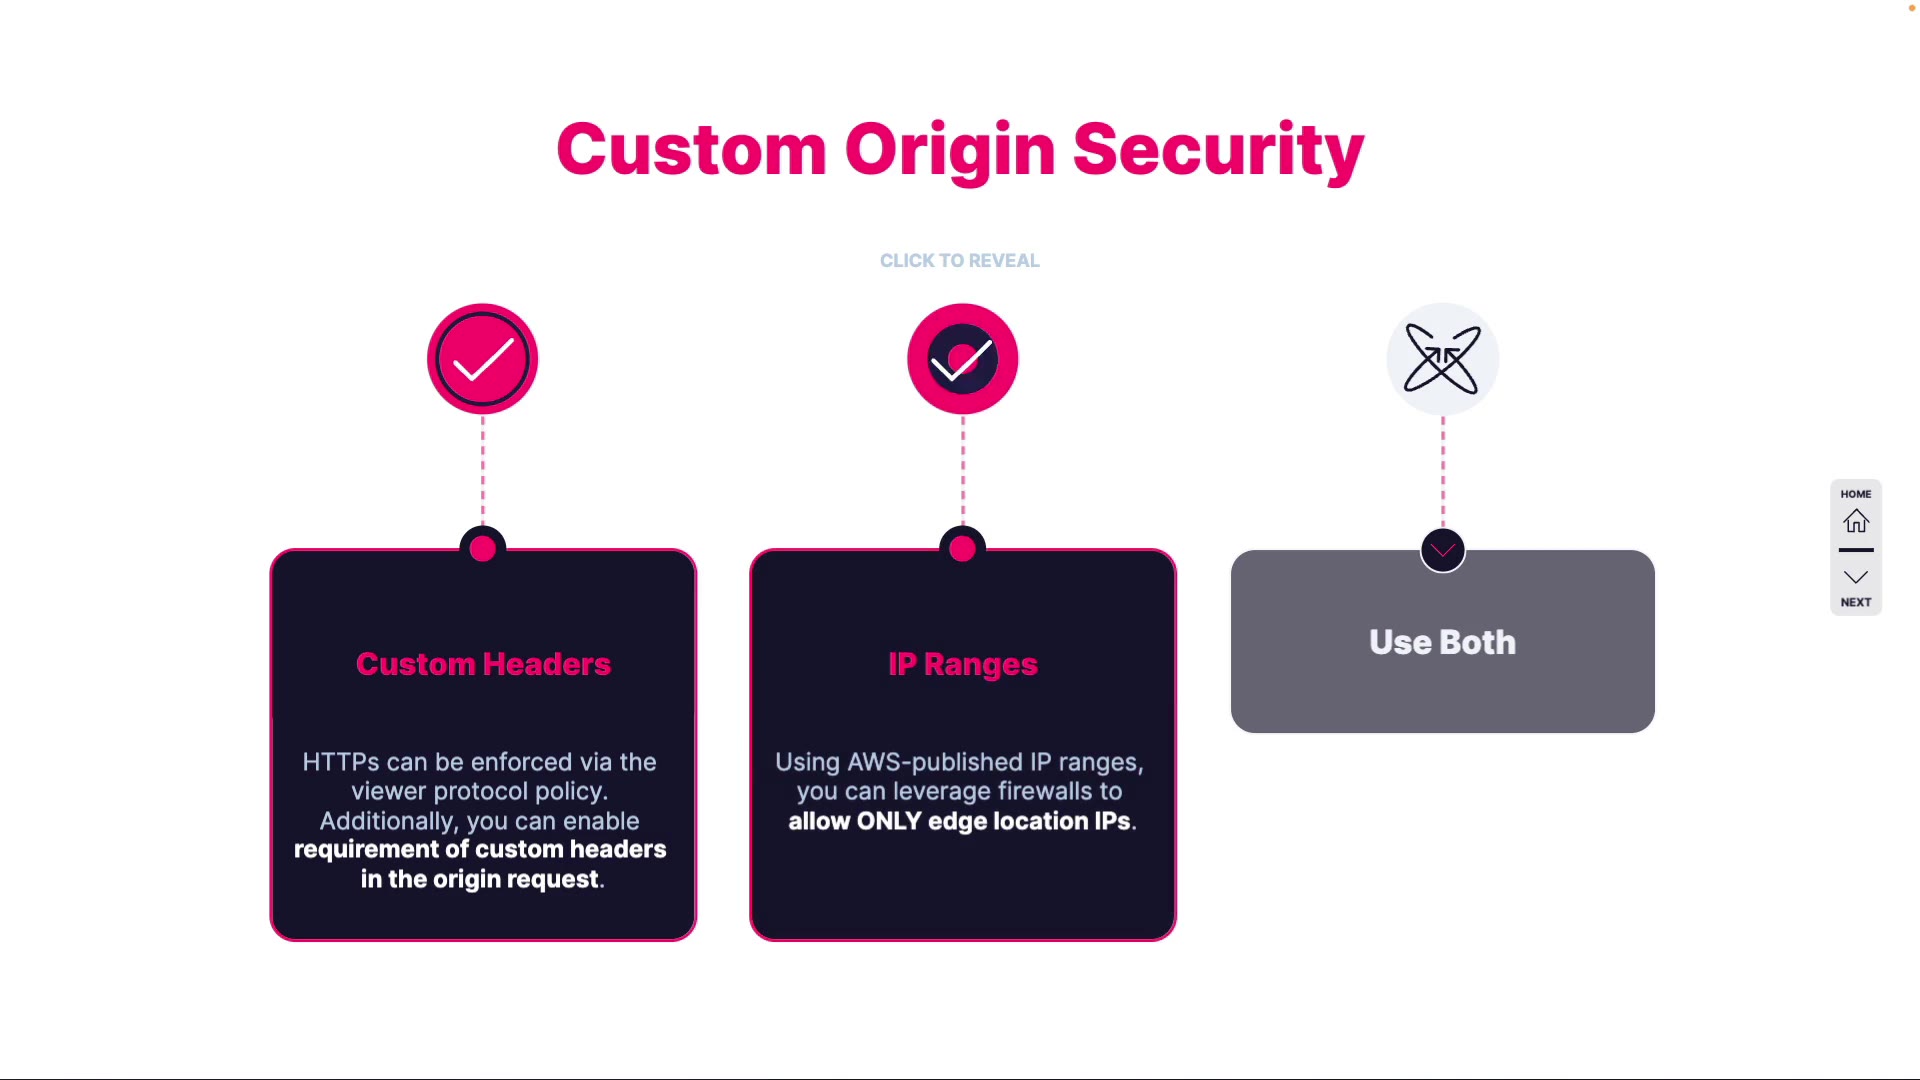 Custom Origin Security
CLICK TO REVEAL
Custom Headers
HTTPs can be enforced via the
viewer protocol policy.
Additionally, you can enable
requirement of custom headers
in the origin request.
IP Ranges
Using AWS-published IP ranges,
you can leverage firewalls to
allow ONLY edge location IPs.
Use Both
HOME
NEXT